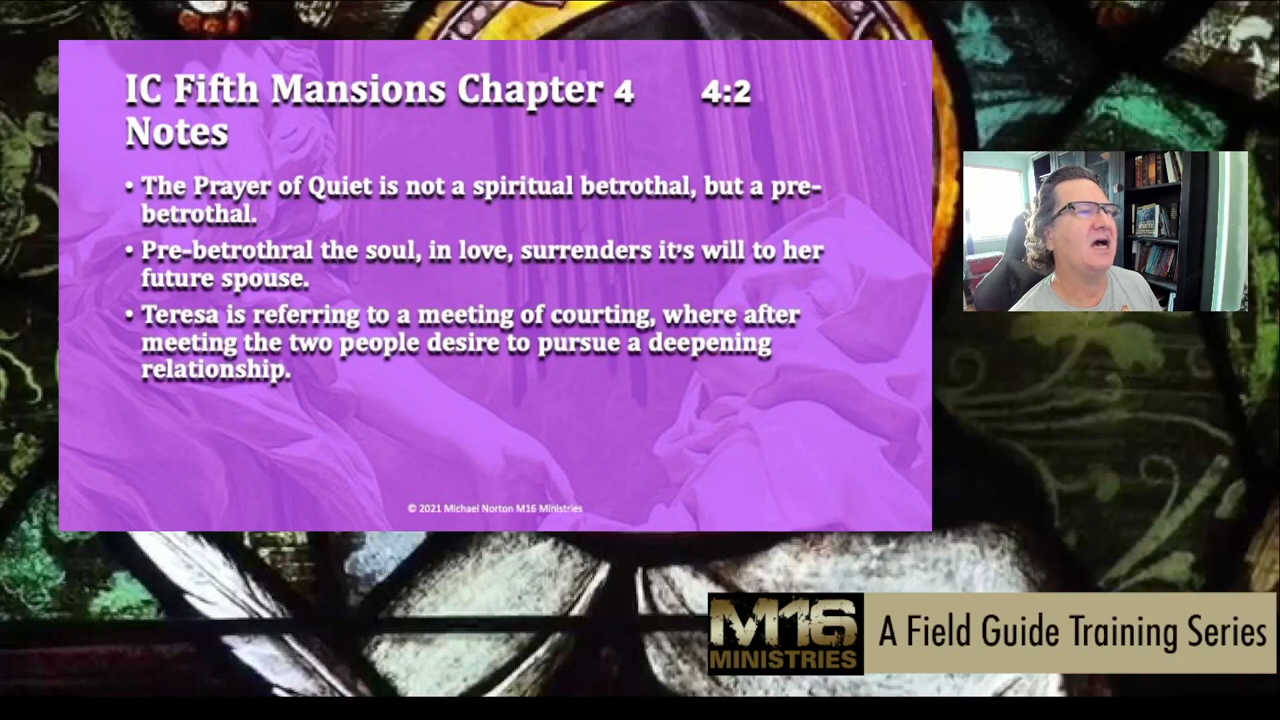 IC Fifth Mansions Chapter 4 4:2
Notes
• The Prayer of Quiet is not a spiritual betrothal, but a pre-
betrothal.
• Pre-betrothral the soul, in love, surrenders it's will to her
future spouse.
• Teresa is referring to a meeting of courting, where after
meeting the two people desire to pursue a deepening
relationship.
© 2021 Michael Norton M16 Ministries
M16
MINISTRIES
A Field Guide Training Series